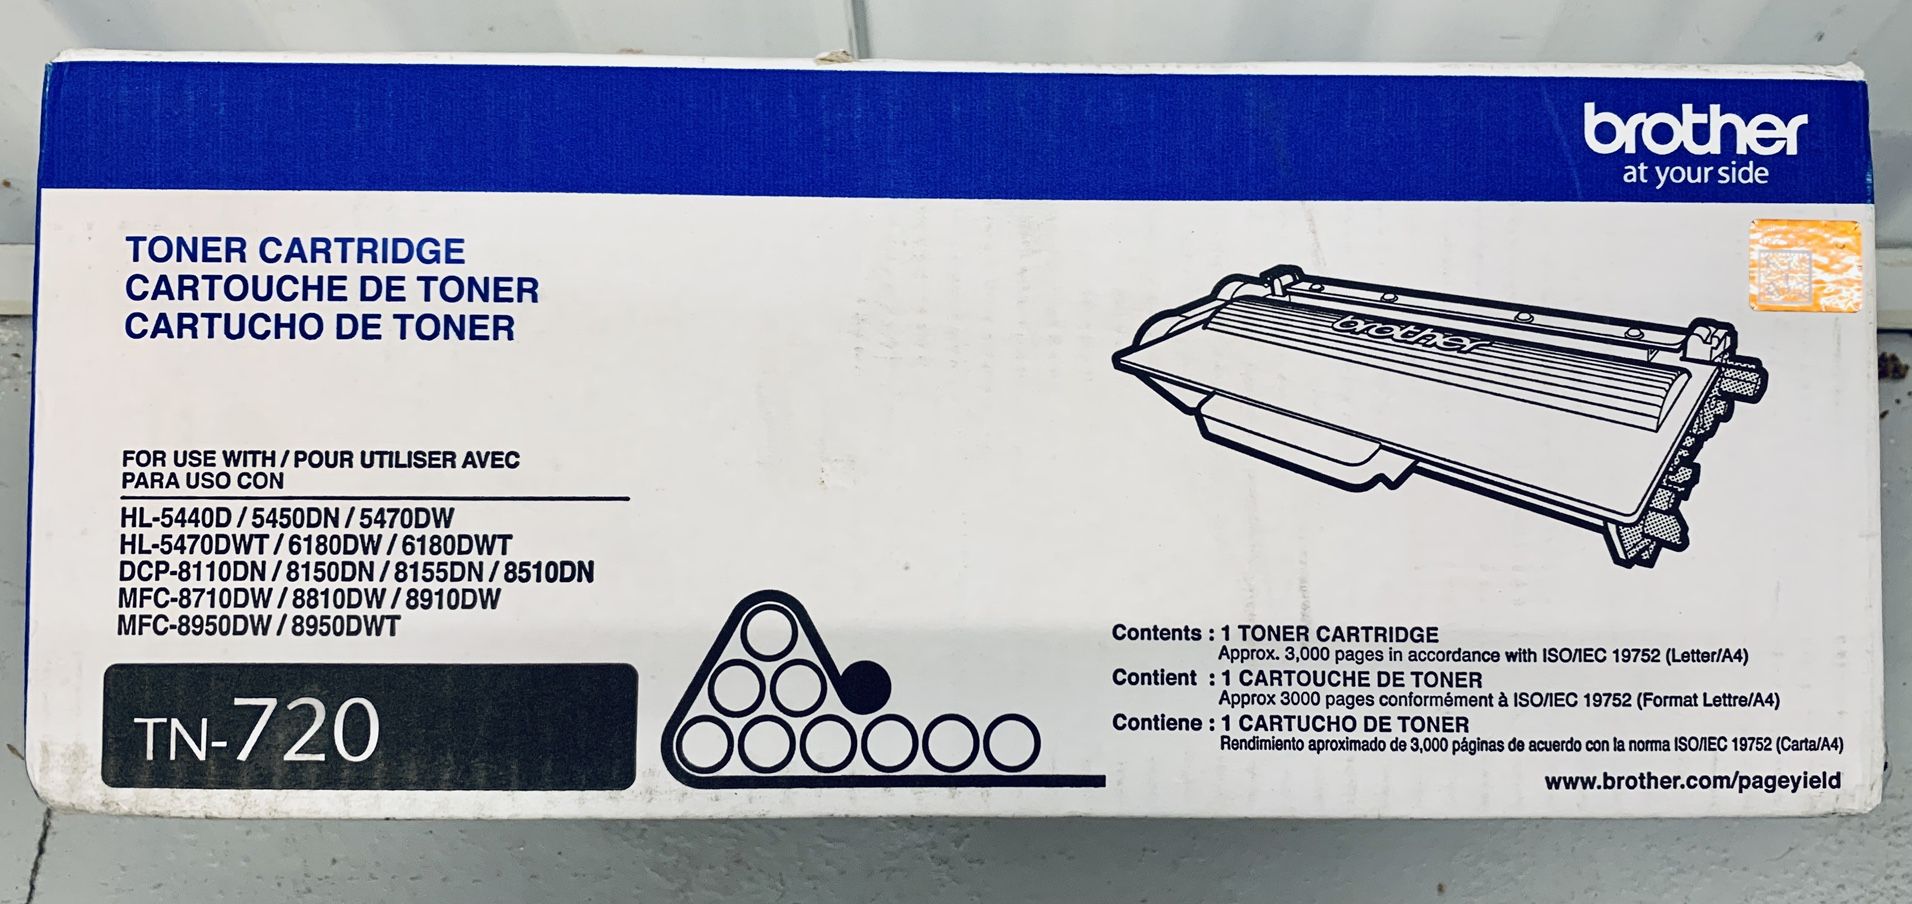 brother
at your side
TONER CARTRIDGE
CARTOUCHE DE TONER
CARTUCHO DE TONER
brother
FOR USE WITH / POUR UTILISER AVEC
PARA USO CON
HL-5440D / 5450DN / 5470DW
HL-5470DWT / 6180DW / 6180DWT
DCP-8110DN / 8150DN / 8155DN / 8510DN
MFC-8710DW / 8810DW / 8910DW
MFC-8950DW / 8950DWT
TN-720
Contents : 1 TONER CARTRIDGE
Approx. 3,000 pages in accordance with ISO/IEC 19752 (Letter/A4)
Contient : 1 CARTOUCHE DE TONER
Approx 3000 pages conformément à ISO/IEC 19752 (Format Lettre/A4)
Contiene : 1 CARTUCHO DE TONER
Rendimiento aproximado de 3,000 páginas de acuerdo con la norma ISO/IEC 19752 (Carta/A4)
www.brother.com/pageyield